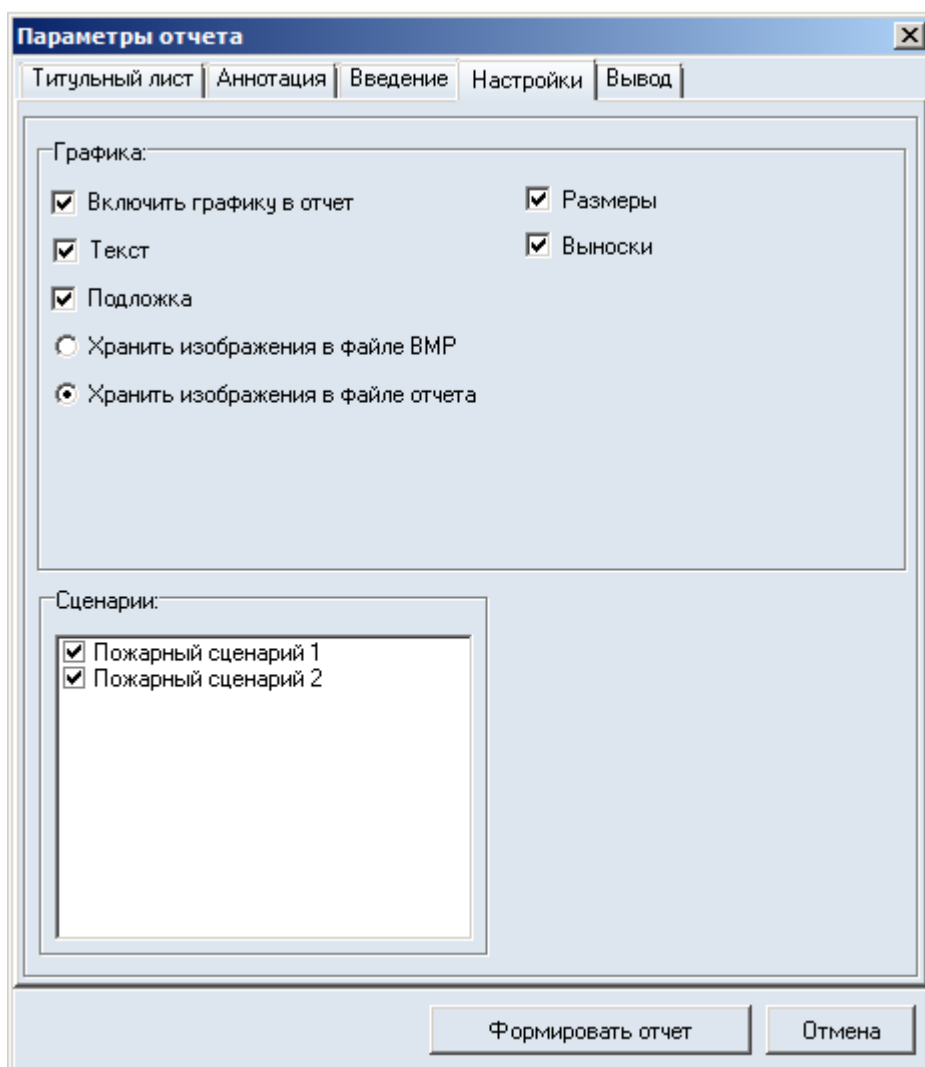 Параметры отчета
Титульный лист Аннотация Введение Настройки Вывод
Графика:
Включить графику в отчет Размеры
Текст Выноски
Подложка
Хранить изображения в файле BMP
Хранить изображения в файле отчета
Сценарии:
Пожарный сценарий 1
Пожарный сценарий 2
Формировать отчет Отмена